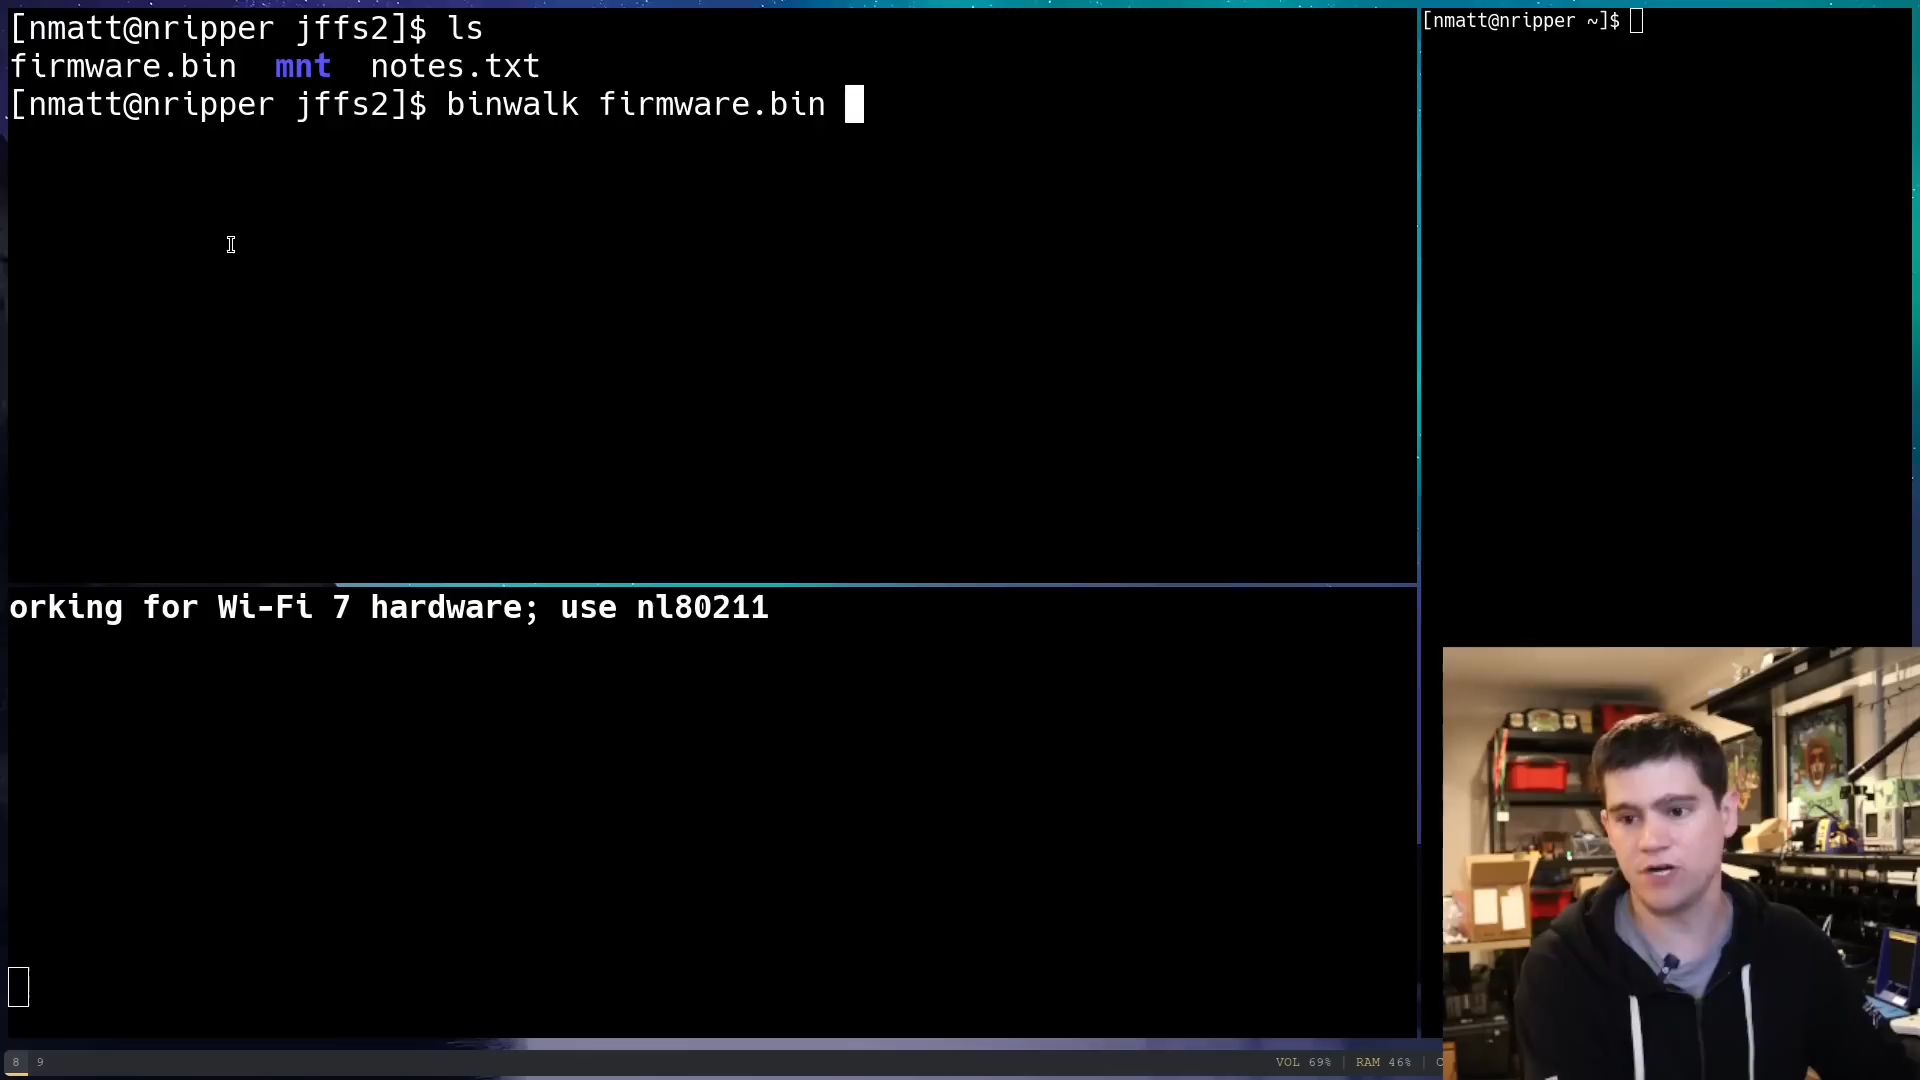 [nmatt@nripper jffs2]$ ls
firmware.bin  mnt  notes.txt
[nmatt@nripper jffs2]$ binwalk firmware.bin
[nmatt@nripper ~]$
orking for Wi-Fi 7 hardware; use nl80211
8 9
VOL 69% | RAM 46% | C